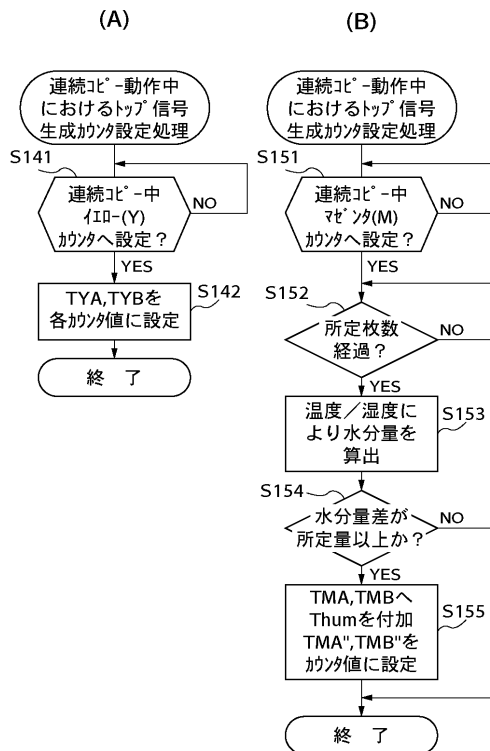 (A)
連続コピー動作中
におけるトップ信号
生成カウンタ設定処理
S141
連続コピー中
イエロー(Y)
カウンタへ設定？
NO
YES
TYA,TYBを
各カウンタ値に設定
S142
終 了
(B)
連続コピー動作中
におけるトップ信号
生成カウンタ設定処理
S151
連続コピー中
マゼンタ(M)
カウンタへ設定？
NO
YES
S152
所定枚数
経過？
NO
YES
温度／湿度に
より水分量を
算出
S153
S154
水分量差が
所定量以上か？
NO
YES
TMA,TMBへ
Thumを付加
TMA",TMB"を
カウンタ値に設定
S155
終 了